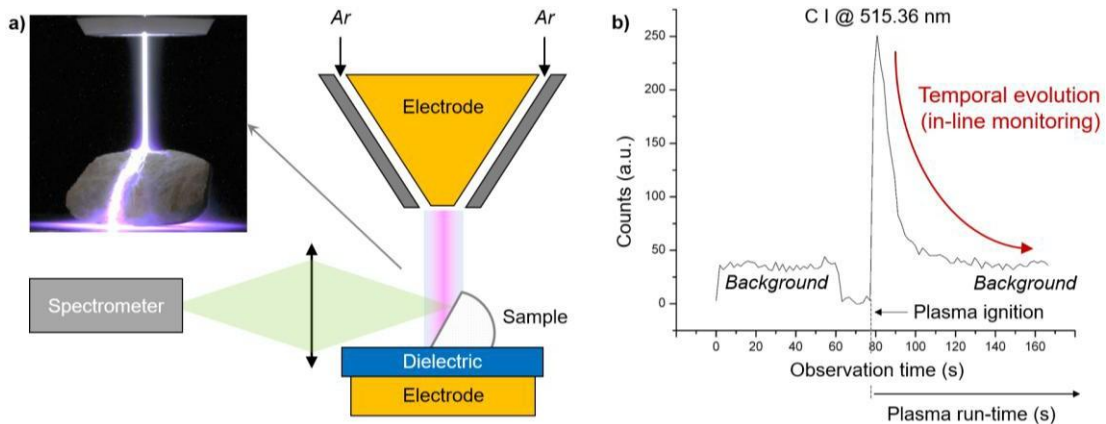 a)
Ar
Ar
Electrode
Spectrometer
Sample
Dielectric
Electrode
b)
C I @ 515.36 nm
250
200
150
100
50
0
Counts (a.u.)
Temporal evolution
(in-line monitoring)
Background
Background
Plasma ignition
0 20 40 60 80 100 120 140 160
Observation time (s)
Plasma run-time (s)